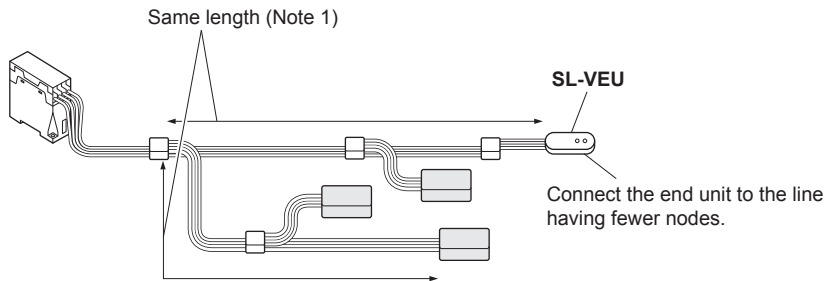 Same length (Note 1)
SL-VEU
Connect the end unit to the line
having fewer nodes.